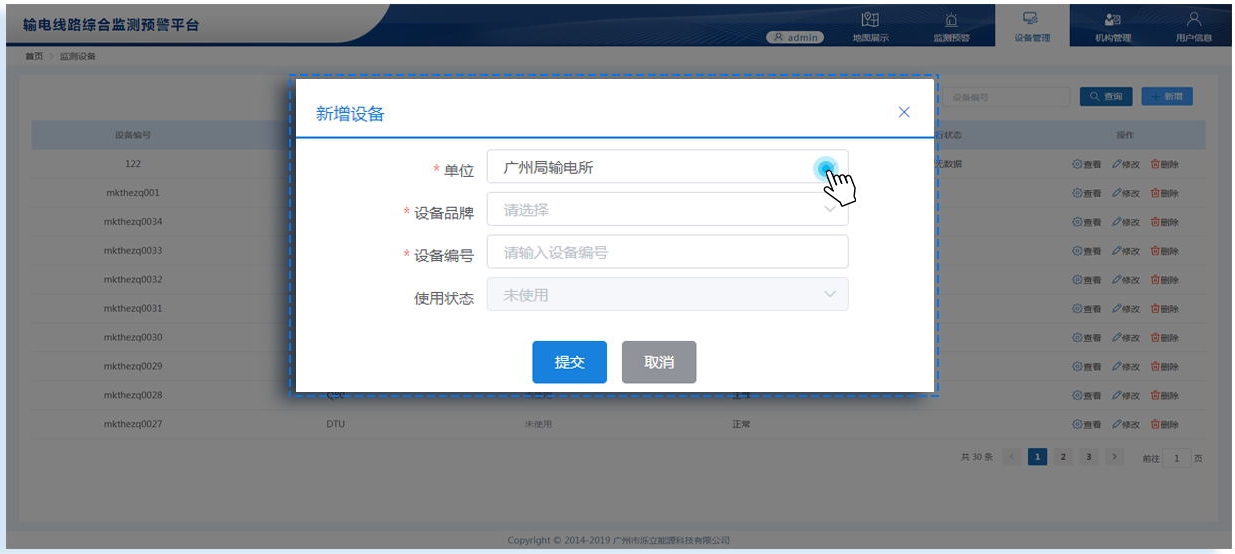 输电线路综合监测预警平台
admin
地图展示
监测预警
设备管理
机构管理
用户信息
首页 > 监测设备
设备编号
查询
+ 新增
设备编号
行状态
操作
122
无数据
查看 修改 删除
mkthezq001
查看 修改 删除
mkthezq0034
查看 修改 删除
mkthezq0033
查看 修改 删除
mkthezq0032
查看 修改 删除
mkthezq0031
查看 修改 删除
mkthezq0030
查看 修改 删除
mkthezq0029
查看 修改 删除
mkthezq0028
查看 修改 删除
mkthezq0027 DTU 未使用 正常
查看 修改 删除
新增设备
* 单位 广州局输电所
* 设备品牌 请选择
* 设备编号 请输入设备编号
使用状态 未使用
提交 取消
共 30 条 < 1 2 3 > 前往 1 页
Copyright © 2014-2019 广州市泺立能源科技有限公司